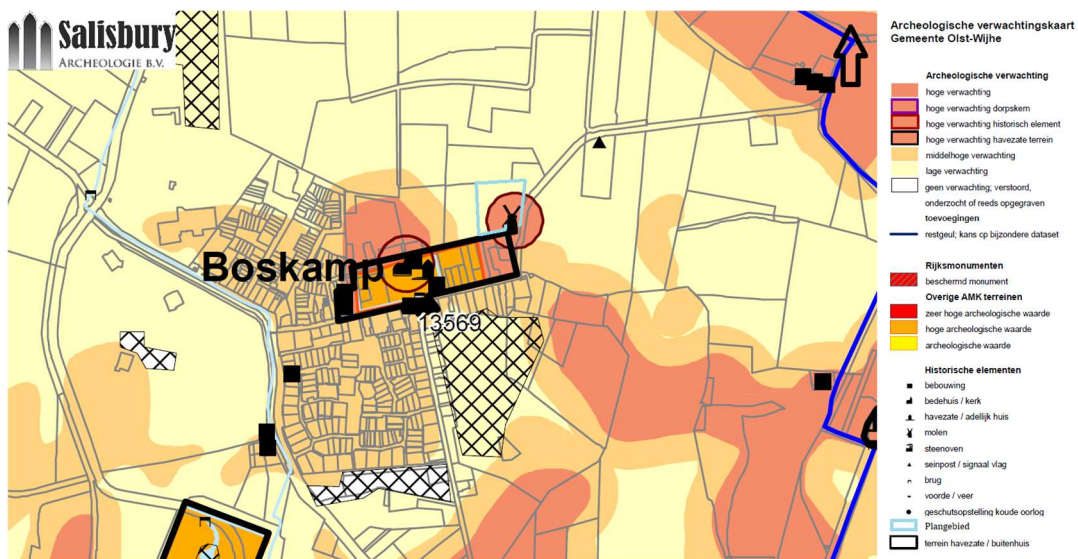 Salisbury
ARCHEOLOGIE B.V.
Boskamp
13569
Archeologische verwachtingskaart
Gemeente Olst-Wijhe
Archeologische verwachting
hoge verwachting
hoge verwachting dorpskern
hoge verwachting historisch element
hoge verwachting havezate terrein
middelhoge verwachting
lage verwachting
geen verwachting; verstoord,
onderzocht of reeds opgegraven
toevoegingen
restgeul; kans op bijzondere dataset
Rijksmonumenten
beschermd monument
Overige AMK terreinen
zeer hoge archeologische waarde
hoge archeologische waarde
archeologische waarde
Historische elementen
bebouwing
bedehuis / kerk
havezate / adellijk huis
molen
steenoven
seinpost / signaal vlag
brug
voorde / veer
geschutsopstelling koude oorlog
Plangebied
terrein havezate / buitenhuis